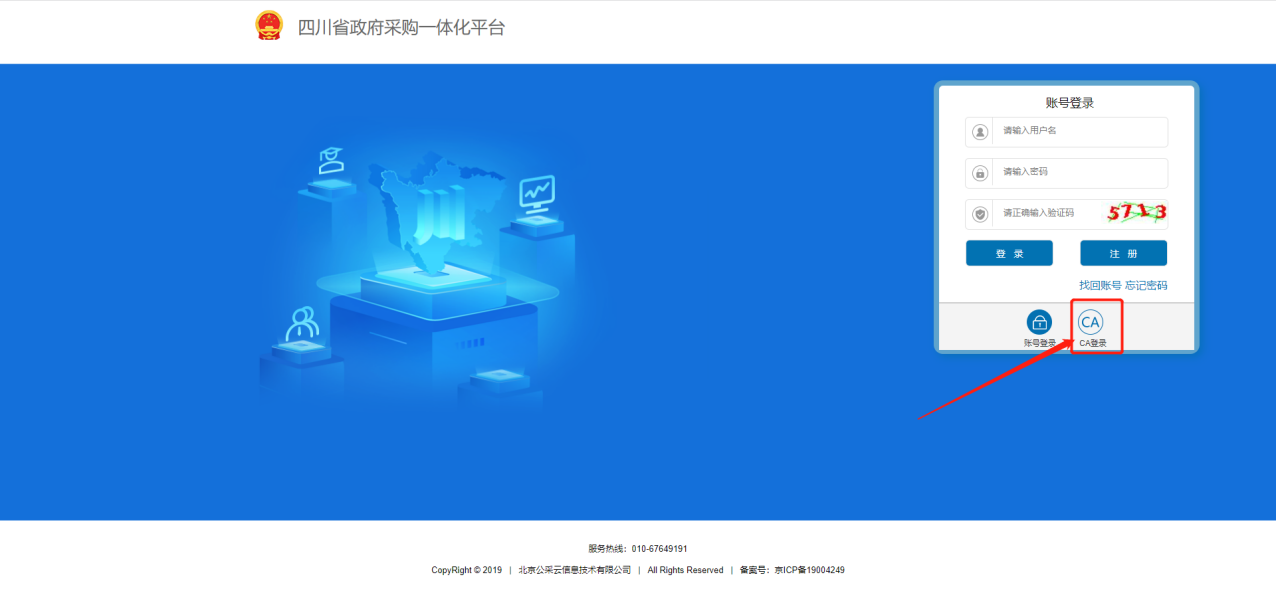 四川省政府采购一体化平台
账号登录
请输入用户名
请输入密码
请正确输入验证码 5713
登 录 注 册
找回账号 忘记密码
CA
账号登录 CA登录
服务热线：010-67649191
CopyRight © 2019 | 北京公采云信息技术有限公司 | All Rights Reserved | 备案号：京ICP备19004249